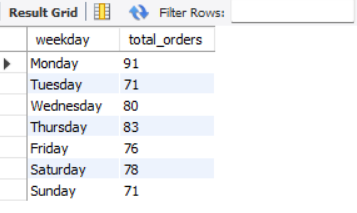 Result Grid Filter Rows:
weekday total_orders
Monday 91
Tuesday 71
Wednesday 80
Thursday 83
Friday 76
Saturday 78
Sunday 71